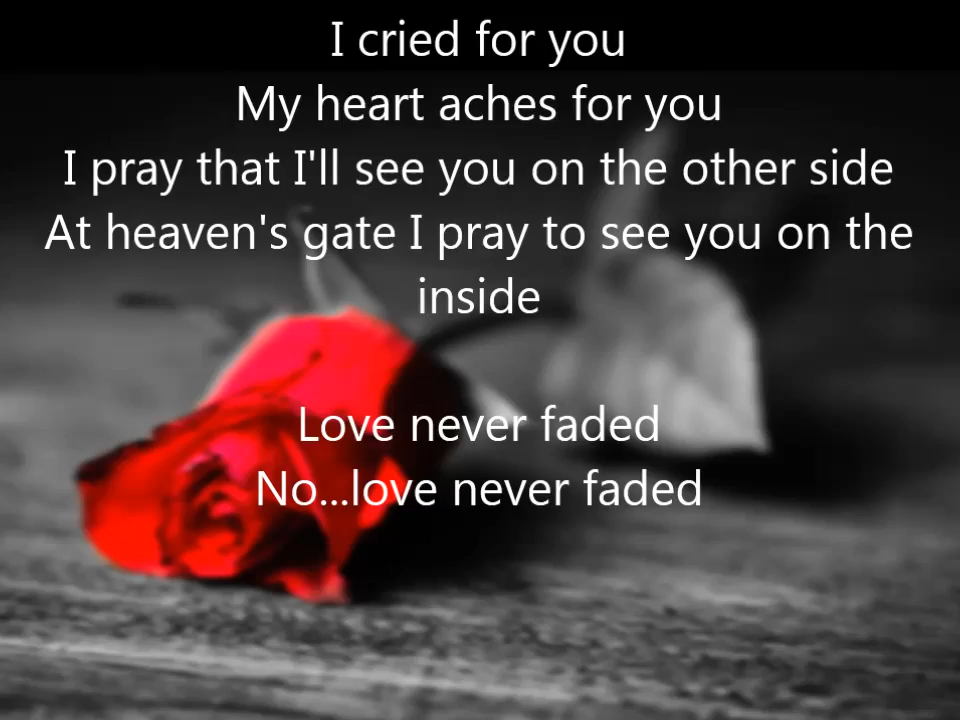 I cried for you
My heart aches for you
I pray that I'll see you on the other side
At heaven's gate I pray to see you on the
inside
Love never faded
No...love never faded